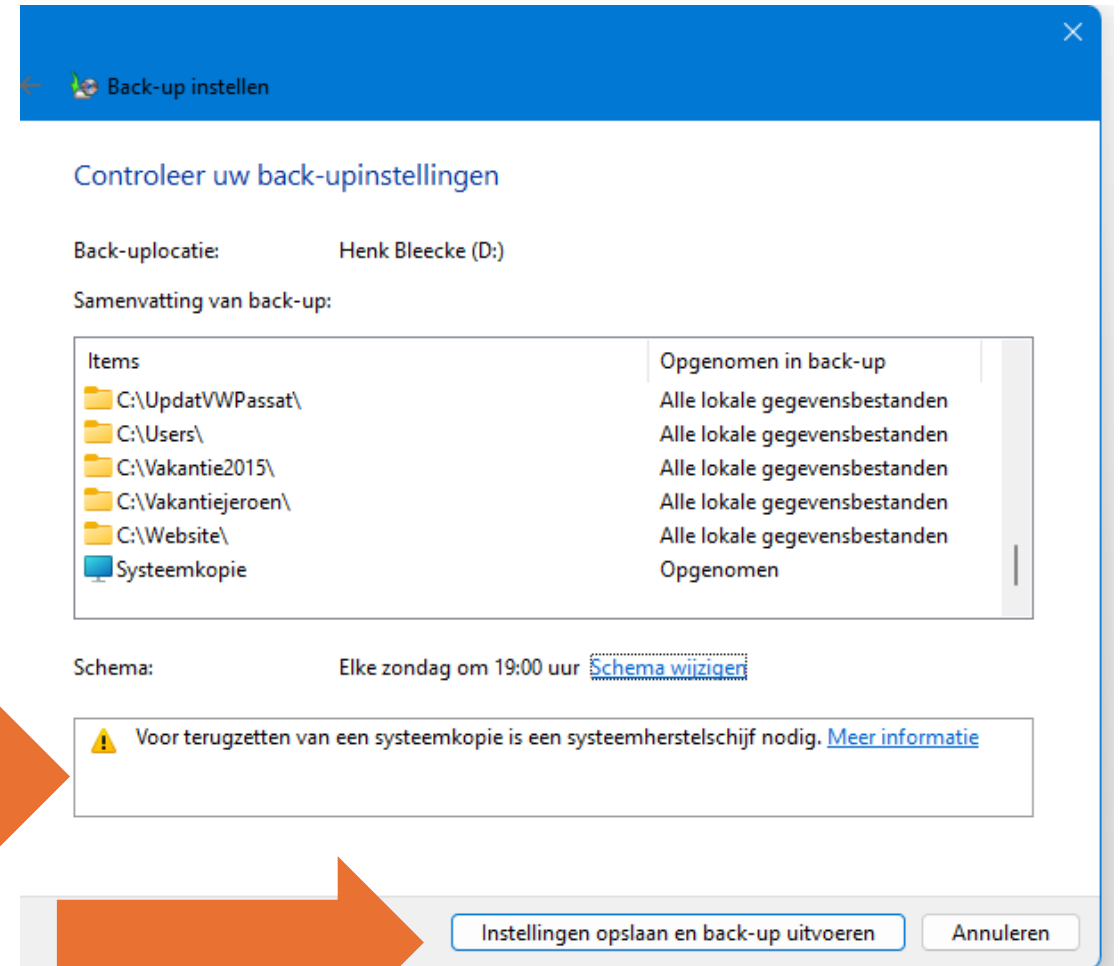 Back-up instellen
Controleer uw back-upinstellingen
Back-uplocatie: Henk Bleecke (D:)
Samenvatting van back-up:
Items Opgenomen in back-up
C:\UpdatVWPassat\ Alle lokale gegevensbestanden
C:\Users\ Alle lokale gegevensbestanden
C:\Vakantie2015\ Alle lokale gegevensbestanden
C:\Vakantiejeroen\ Alle lokale gegevensbestanden
C:\Website\ Alle lokale gegevensbestanden
Systeemkopie Opgenomen
Schema: Elke zondag om 19:00 uur Schema wijzigen
Voor terugzetten van een systeemkopie is een systeemherstelschijf nodig. Meer informatie
Instellingen opslaan en back-up uitvoeren Annuleren